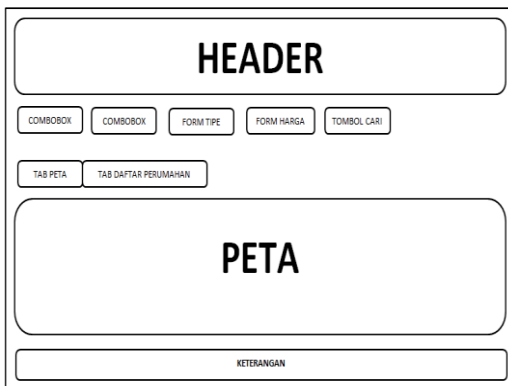 HEADER
COMBOBOX COMBOBOX FORM TIPE FORM HARGA TOMBOL CARI
TAB PETA TAB DAFTAR PERUMAHAN
PETA
KETERANGAN